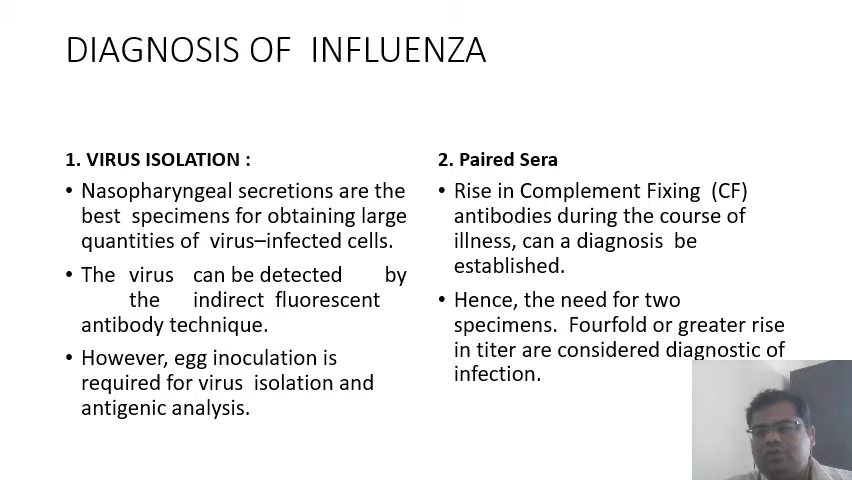 DIAGNOSIS OF INFLUENZA
1. VIRUS ISOLATION :
• Nasopharyngeal secretions are the
best specimens for obtaining large
quantities of virus–infected cells.
• The virus can be detected by
the indirect fluorescent
antibody technique.
• However, egg inoculation is
required for virus isolation and
antigenic analysis.
2. Paired Sera
• Rise in Complement Fixing (CF)
antibodies during the course of
illness, can a diagnosis be
established.
• Hence, the need for two
specimens. Fourfold or greater rise
in titer are considered diagnostic of
infection.